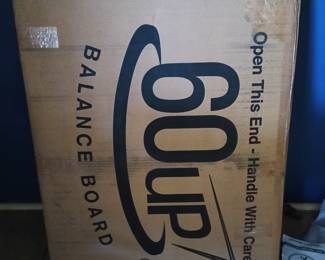 Open This End - Handle With Care
60UP
BALANCE BOARD